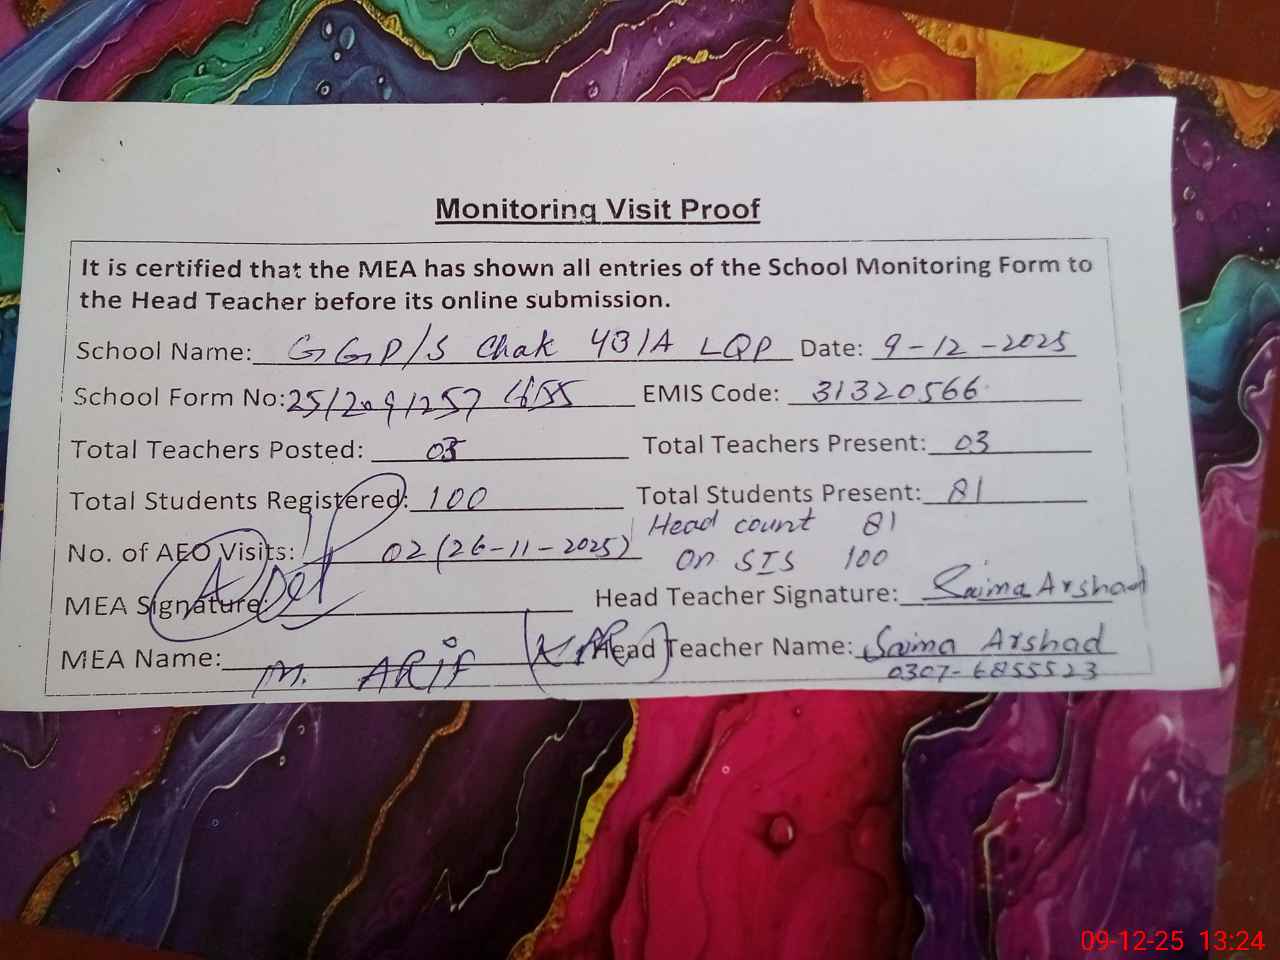 Monitoring Visit Proof
It is certified that the MEA has shown all entries of the School Monitoring Form to
the Head Teacher before its online submission.
School Name: GGP/S Chak 431A LQP Date: 9-12-2025
School Form No: EMIS Code: 31320566
Total Teachers Posted: 03 Total Teachers Present: 03
Total Students Registered: 100 Total Students Present: 81
Head count 81
No. of AEO Visits: 02 (26-11-2025) on SIS 100
MEA Signature: Head Teacher Signature: Saima Arshad
MEA Name: M. ARIF Head Teacher Name: Saima Arshad
0307-6855523
09-12-25 13:24